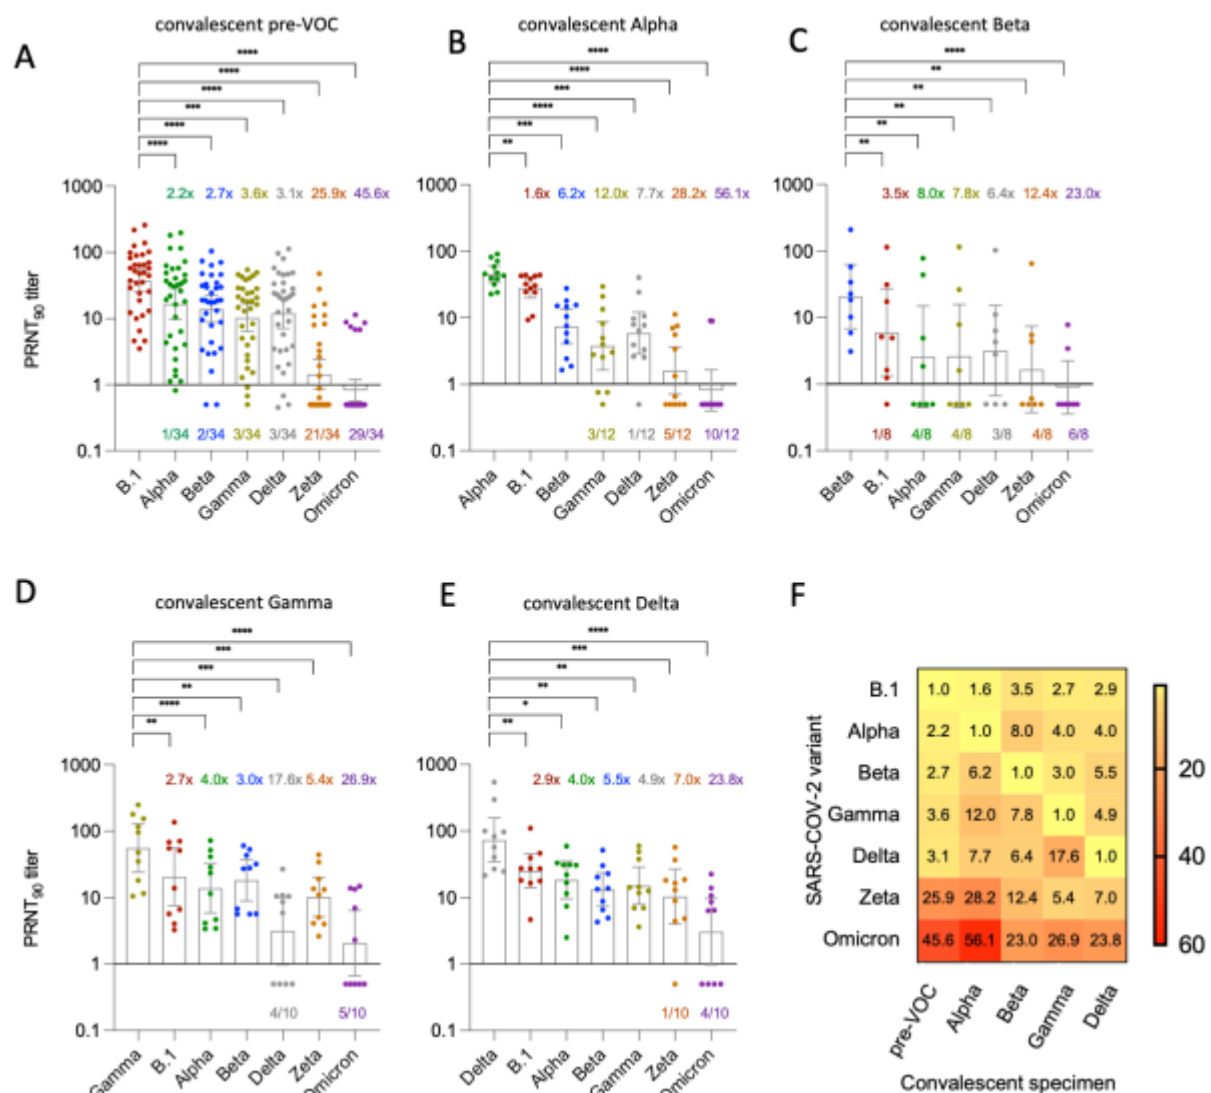 A
convalescent pre-VOC
****
****
****
***
****
****
2.2x 2.7x 3.6x 3.1x 25.9x 45.6x
PRNT90 titer
1000
100
10
1
0.1
1/34 2/34 3/34 3/34 21/34 29/34
B.1 Alpha Beta Gamma Delta Zeta Omicron
B
convalescent Alpha
****
****
***
****
***
**
1.6x 6.2x 12.0x 7.7x 28.2x 56.1x
1000
100
10
1
0.1
3/12 1/12 5/12 10/12
Alpha B.1 Beta Gamma Delta Zeta Omicron
C
convalescent Beta
****
**
**
**
**
**
3.5x 8.0x 7.8x 6.4x 12.4x 23.0x
1000
100
10
1
0.1
1/8 4/8 4/8 3/8 4/8 6/8
Beta B.1 Alpha Gamma Delta Zeta Omicron
D
convalescent Gamma
****
***
***
**
****
**
2.7x 4.0x 3.0x 17.6x 5.4x 26.9x
PRNT90 titer
1000
100
10
1
0.1
4/10 5/10
Gamma B.1 Alpha Beta Delta Zeta Omicron
E
convalescent Delta
****
***
**
**
*
**
2.9x 4.0x 5.5x 4.9x 7.0x 23.8x
1000
100
10
1
0.1
1/10 4/10
Delta B.1 Alpha Beta Gamma Zeta Omicron
F
SARS-COV-2 variant
B.1 1.0 1.6 3.5 2.7 2.9
Alpha 2.2 1.0 8.0 4.0 4.0
Beta 2.7 6.2 1.0 3.0 5.5
Gamma 3.6 12.0 7.8 1.0 4.9
Delta 3.1 7.7 6.4 17.6 1.0
Zeta 25.9 28.2 12.4 5.4 7.0
Omicron 45.6 56.1 23.0 26.9 23.8
20
40
60
pre-VOC Alpha Beta Gamma Delta
Convalescent specimen